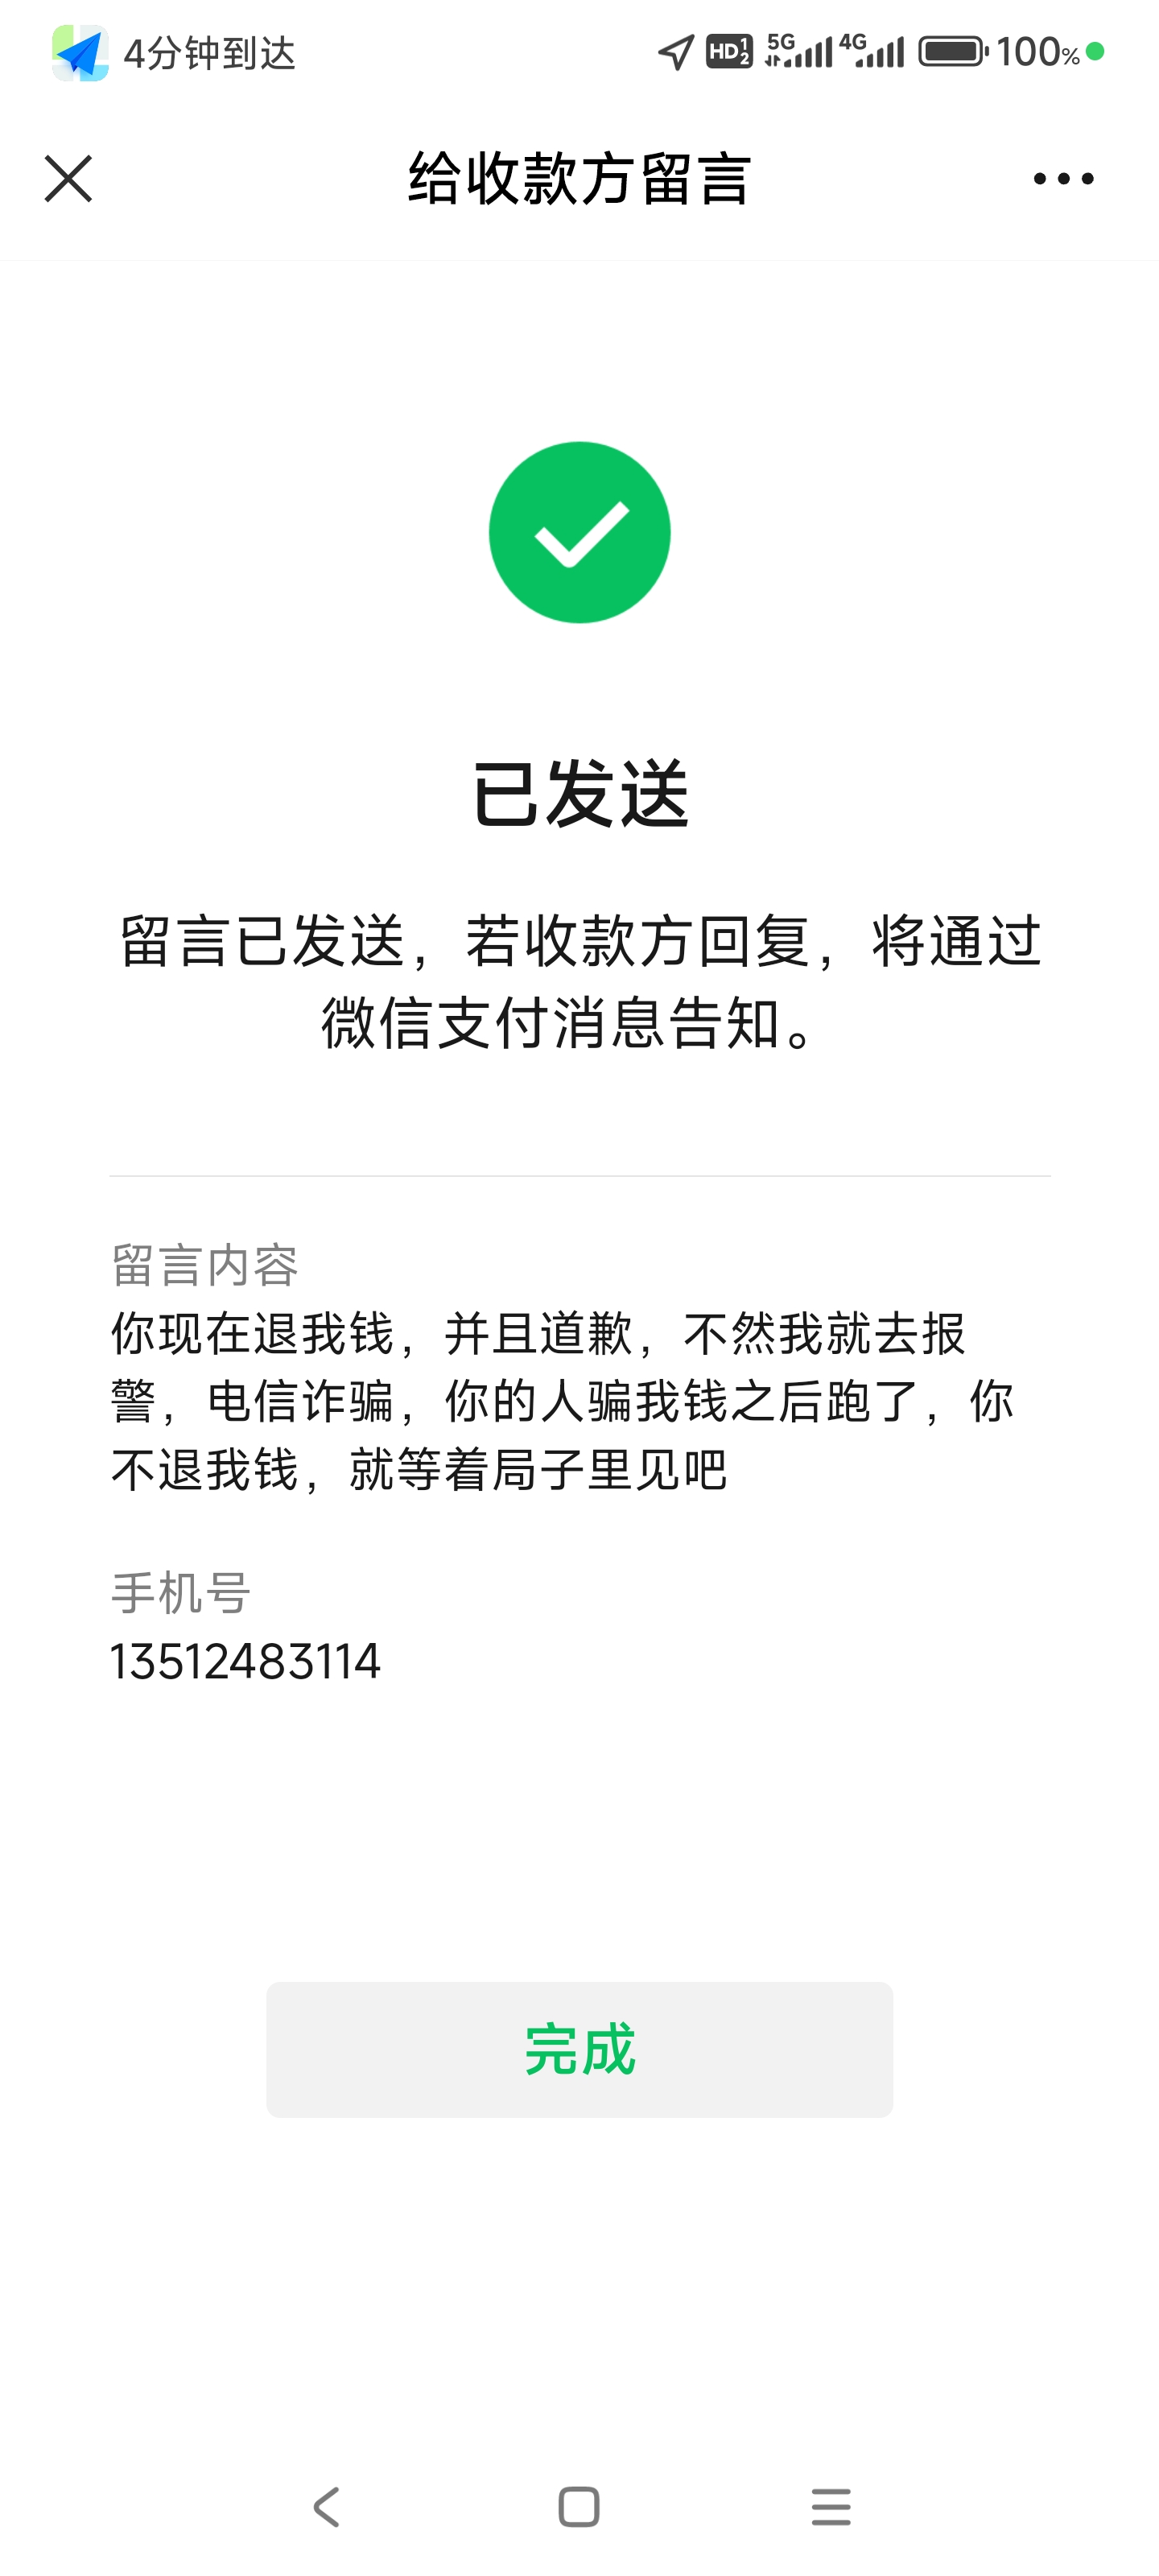 4分钟到达
HD 1 2 5G 4G 100%
给收款方留言
已发送
留言已发送，若收款方回复，将通过
微信支付消息告知。
留言内容
你现在退我钱，并且道歉，不然我就去报
警，电信诈骗，你的人骗我钱之后跑了，你
不退我钱，就等着局子里见吧
手机号
13512483114
完成